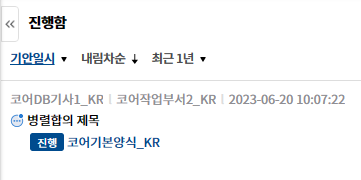 진행함
기안일시 ▼ 내림차순 ↓ 최근 1년 ▼
코어DB기사1_KR | 코어작업부서2_KR | 2023-06-20 10:07:22
병렬합의 제목
진행 코어기본양식_KR